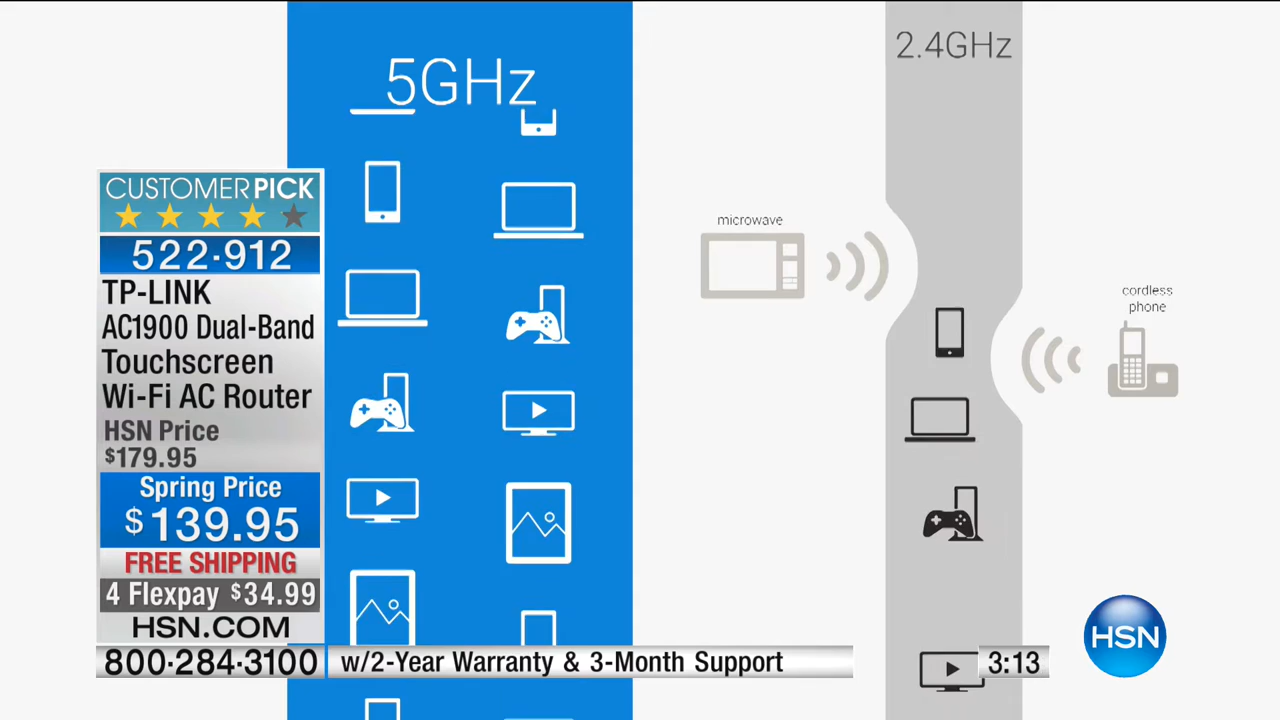 5GHz
2.4GHz
CUSTOMERPICK
522·912
TP-LINK
AC1900 Dual-Band
Touchscreen
Wi-Fi AC Router
HSN Price
$179.95
Spring Price
$139.95
FREE SHIPPING
4 Flexpay $34.99
HSN.COM
800·284·3100
w/2-Year Warranty & 3-Month Support
3:13
microwave
cordless
phone
HSN